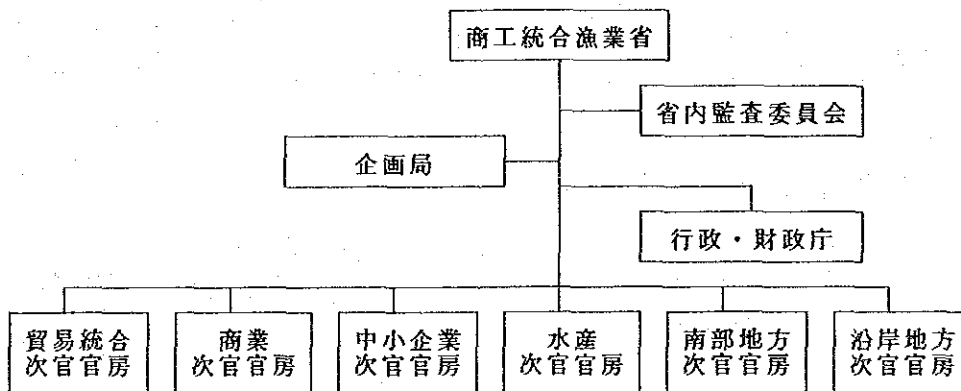 商工統合漁業省
省内監査委員会
企画局
行政・財政庁
貿易統合
次官官房
商業
次官官房
中小企業
次官官房
水産
次官官房
南部地方
次官官房
沿岸地方
次官官房